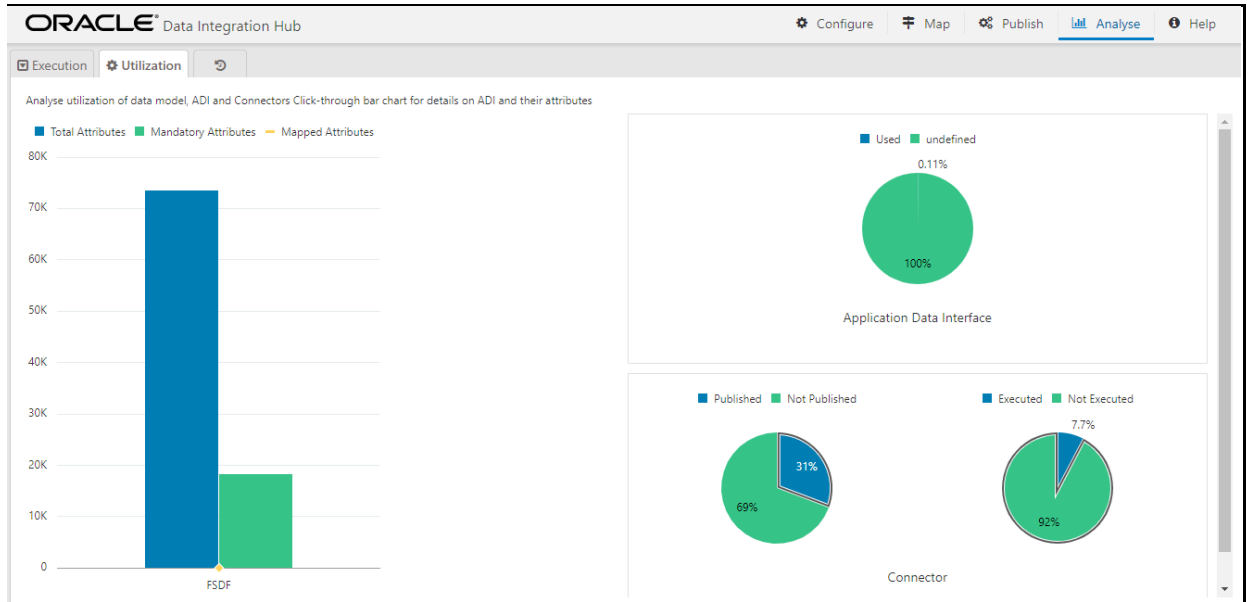 ORACLE® Data Integration Hub
Configure Map Publish Analyse Help
Execution Utilization
Analyse utilization of data model, ADI and Connectors Click-through bar chart for details on ADI and their attributes
Total Attributes Mandatory Attributes Mapped Attributes
80K
70K
60K
50K
40K
30K
20K
10K
0
FSDF
Used undefined
0.11%
100%
Application Data Interface
Published Not Published
31%
69%
Executed Not Executed
7.7%
92%
Connector